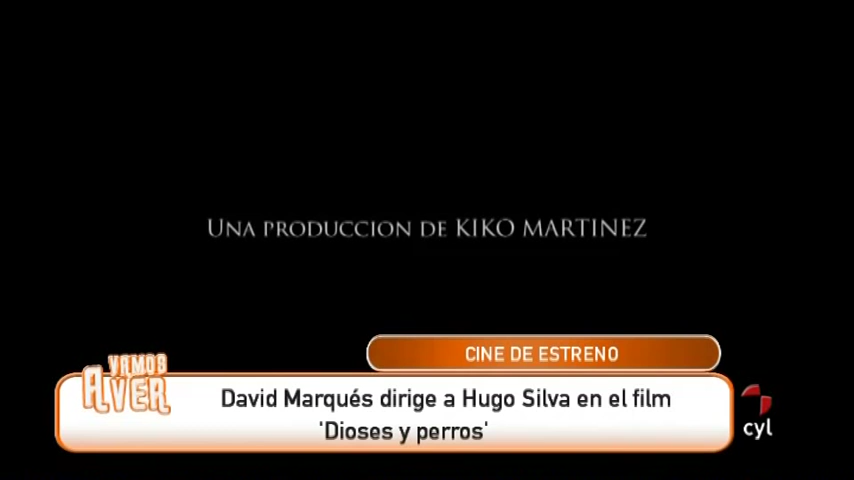 UNA PRODUCCION DE KIKO MARTINEZ
CINE DE ESTRENO
VAMOS
A VER
David Marqués dirige a Hugo Silva en el film
'Dioses y perros'
cyl